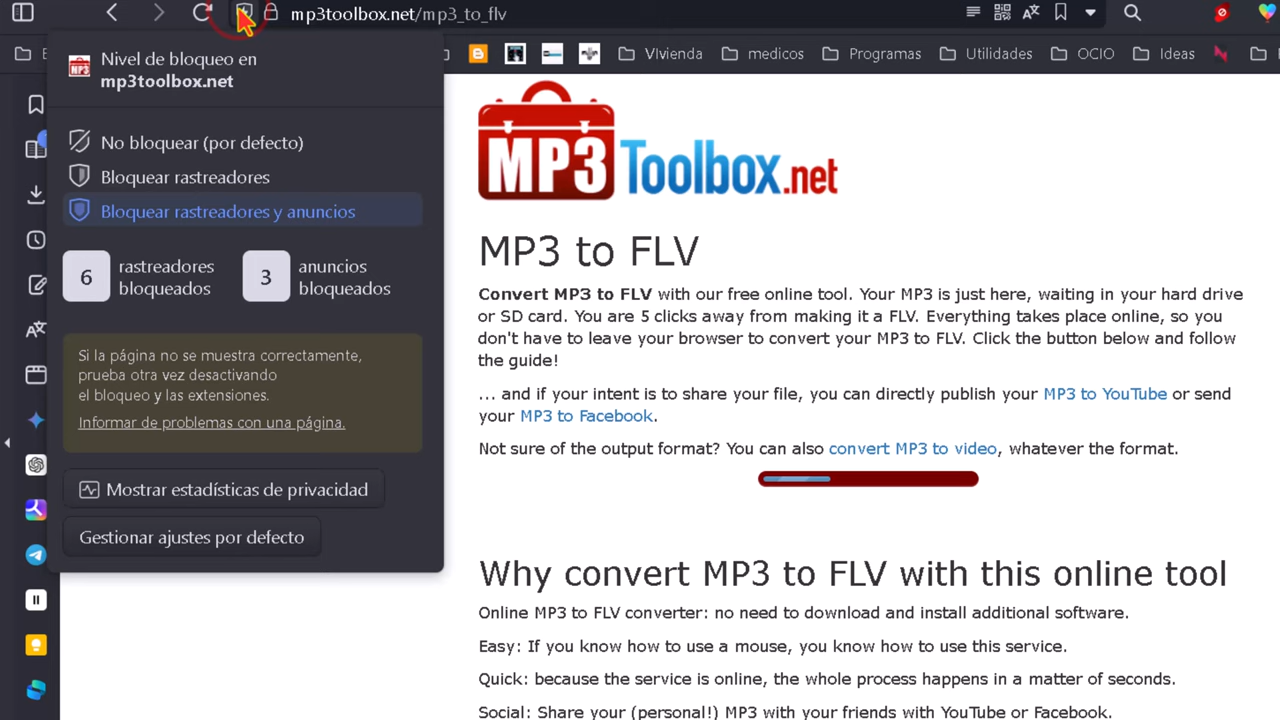 mp3toolbox.net/mp3_to_flv
VIvienda
medicos
Programas
Utilidades
OCIO
Ideas
Nivel de bloqueo en
mp3toolbox.net
No bloquear (por defecto)
Bloquear rastreadores
Bloquear rastreadores y anuncios
6 rastreadores bloqueados
3 anuncios bloqueados
Si la página no se muestra correctamente,
prueba otra vez desactivando
el bloqueo y las extensiones.
Informar de problemas con una página.
Mostrar estadísticas de privacidad
Gestionar ajustes por defecto
MP3 Toolbox.net
MP3 to FLV
Convert MP3 to FLV with our free online tool. Your MP3 is just here, waiting in your hard drive
or SD card. You are 5 clicks away from making it a FLV. Everything takes place online, so you
don't have to leave your browser to convert your MP3 to FLV. Click the button below and follow
the guide!
... and if your intent is to share your file, you can directly publish your MP3 to YouTube or send
your MP3 to Facebook.
Not sure of the output format? You can also convert MP3 to video, whatever the format.
Why convert MP3 to FLV with this online tool
Online MP3 to FLV converter: no need to download and install additional software.
Easy: If you know how to use a mouse, you know how to use this service.
Quick: because the service is online, the whole process happens in a matter of seconds.
Social: Share your (personal!) MP3 with your friends with YouTube or Facebook.